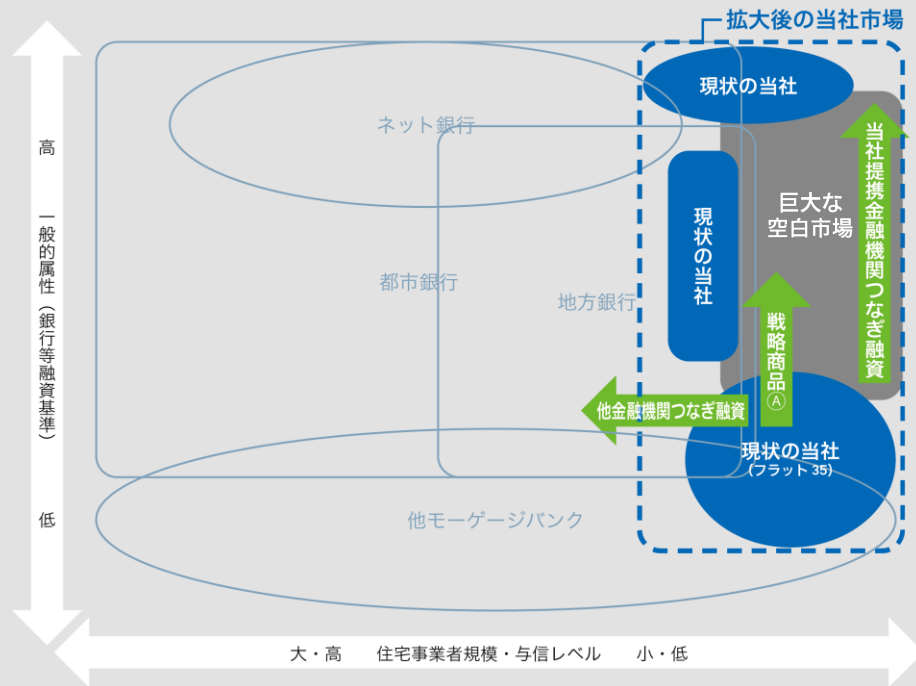 拡大後の当社市場
現状の当社
ネット銀行
高
一般的属性（銀行等融資基準）
低
都市銀行
地方銀行
現状の当社
巨大な
空白市場
当社提携金融機関つなぎ融資
戦略商品Ⓐ
他金融機関つなぎ融資
現状の当社
（フラット 35）
他モーゲージバンク
大・高　住宅事業者規模・与信レベル　小・低